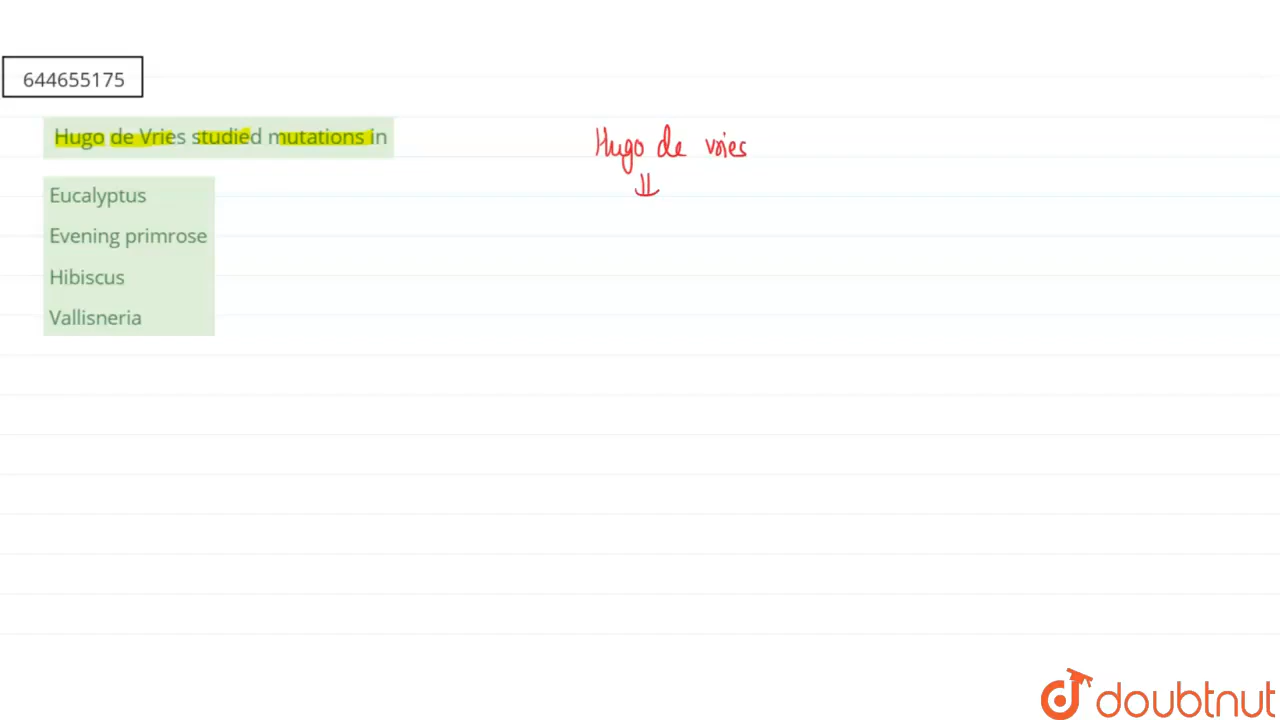 644655175
Hugo de Vries studied mutations in
Hugo de vries
Eucalyptus
Evening primrose
Hibiscus
Vallisneria
doubtnut